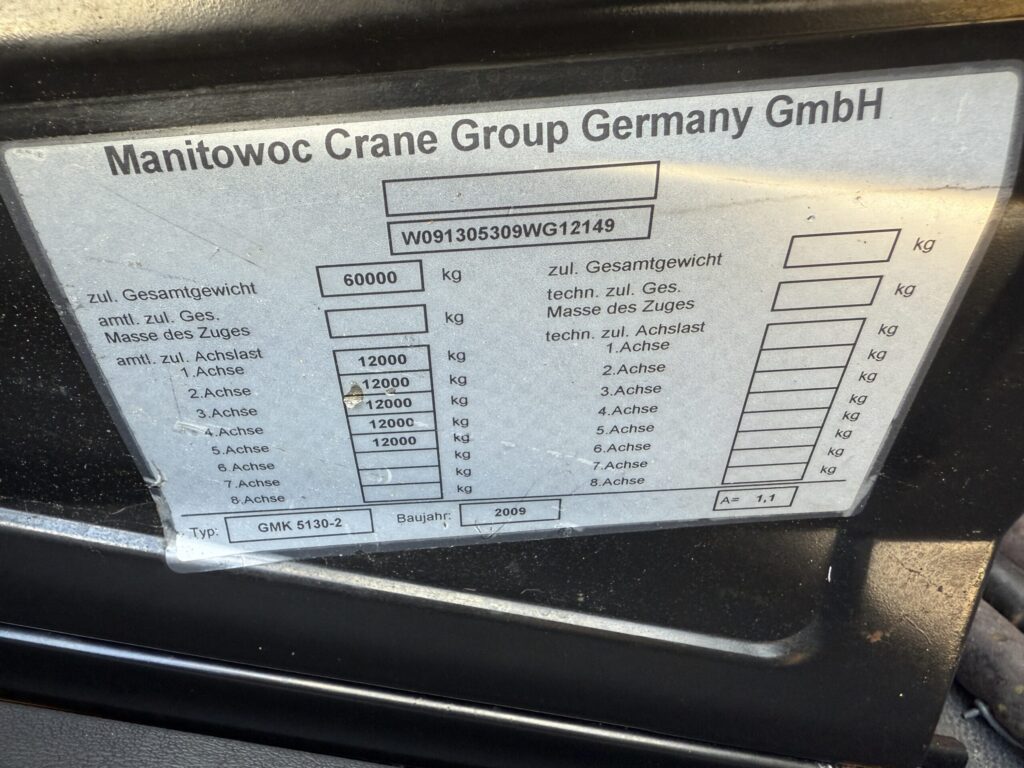 Manitowoc Crane Group Germany GmbH
W091305309WG12149
zul. Gesamtgewicht 60000 kg
amtl. zul. Ges.
Masse des Zuges kg
amtl. zul. Achslast
1.Achse 12000 kg
2.Achse 12000 kg
3.Achse 12000 kg
4.Achse 12000 kg
5.Achse 12000 kg
6.Achse kg
7.Achse kg
8.Achse kg
zul. Gesamtgewicht kg
techn. zul. Ges.
Masse des Zuges kg
techn. zul. Achslast
1.Achse kg
2.Achse kg
3.Achse kg
4.Achse kg
5.Achse kg
6.Achse kg
7.Achse kg
8.Achse kg
Typ: GMK 5130-2 Baujahr: 2009 A= 1,1